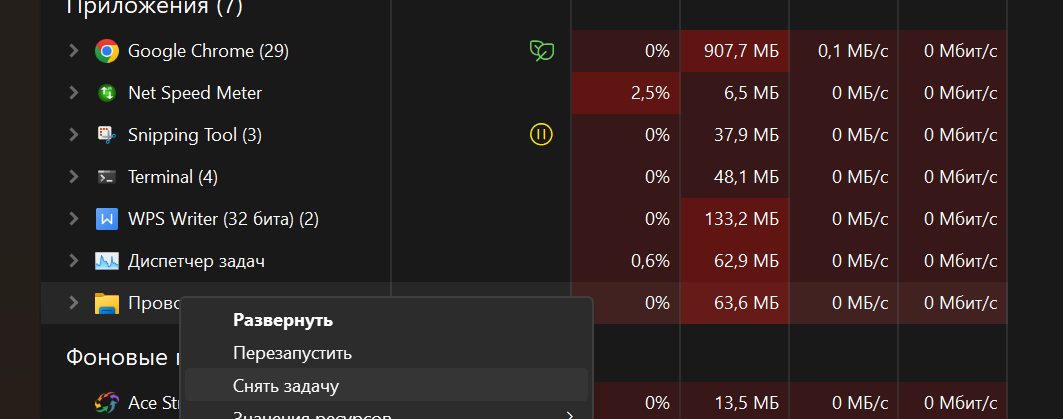 Приложения (7)
Google Chrome (29) 0% 907,7 МБ 0,1 МБ/с 0 Мбит/с
Net Speed Meter 2,5% 6,5 МБ 0 МБ/с 0 Мбит/с
Snipping Tool (3) 0% 37,9 МБ 0 МБ/с 0 Мбит/с
Terminal (4) 0% 48,1 МБ 0 МБ/с 0 Мбит/с
WPS Writer (32 бита) (2) 0% 133,2 МБ 0 МБ/с 0 Мбит/с
Диспетчер задач 0,6% 62,9 МБ 0 МБ/с 0 Мбит/с
0% 63,6 МБ 0 МБ/с 0 Мбит/с
Развернуть
Перезапустить
Фоновые
Снять задачу
Ace 0% 13,5 МБ 0 МБ/с 0 Мбит/с
Значения ресурсов